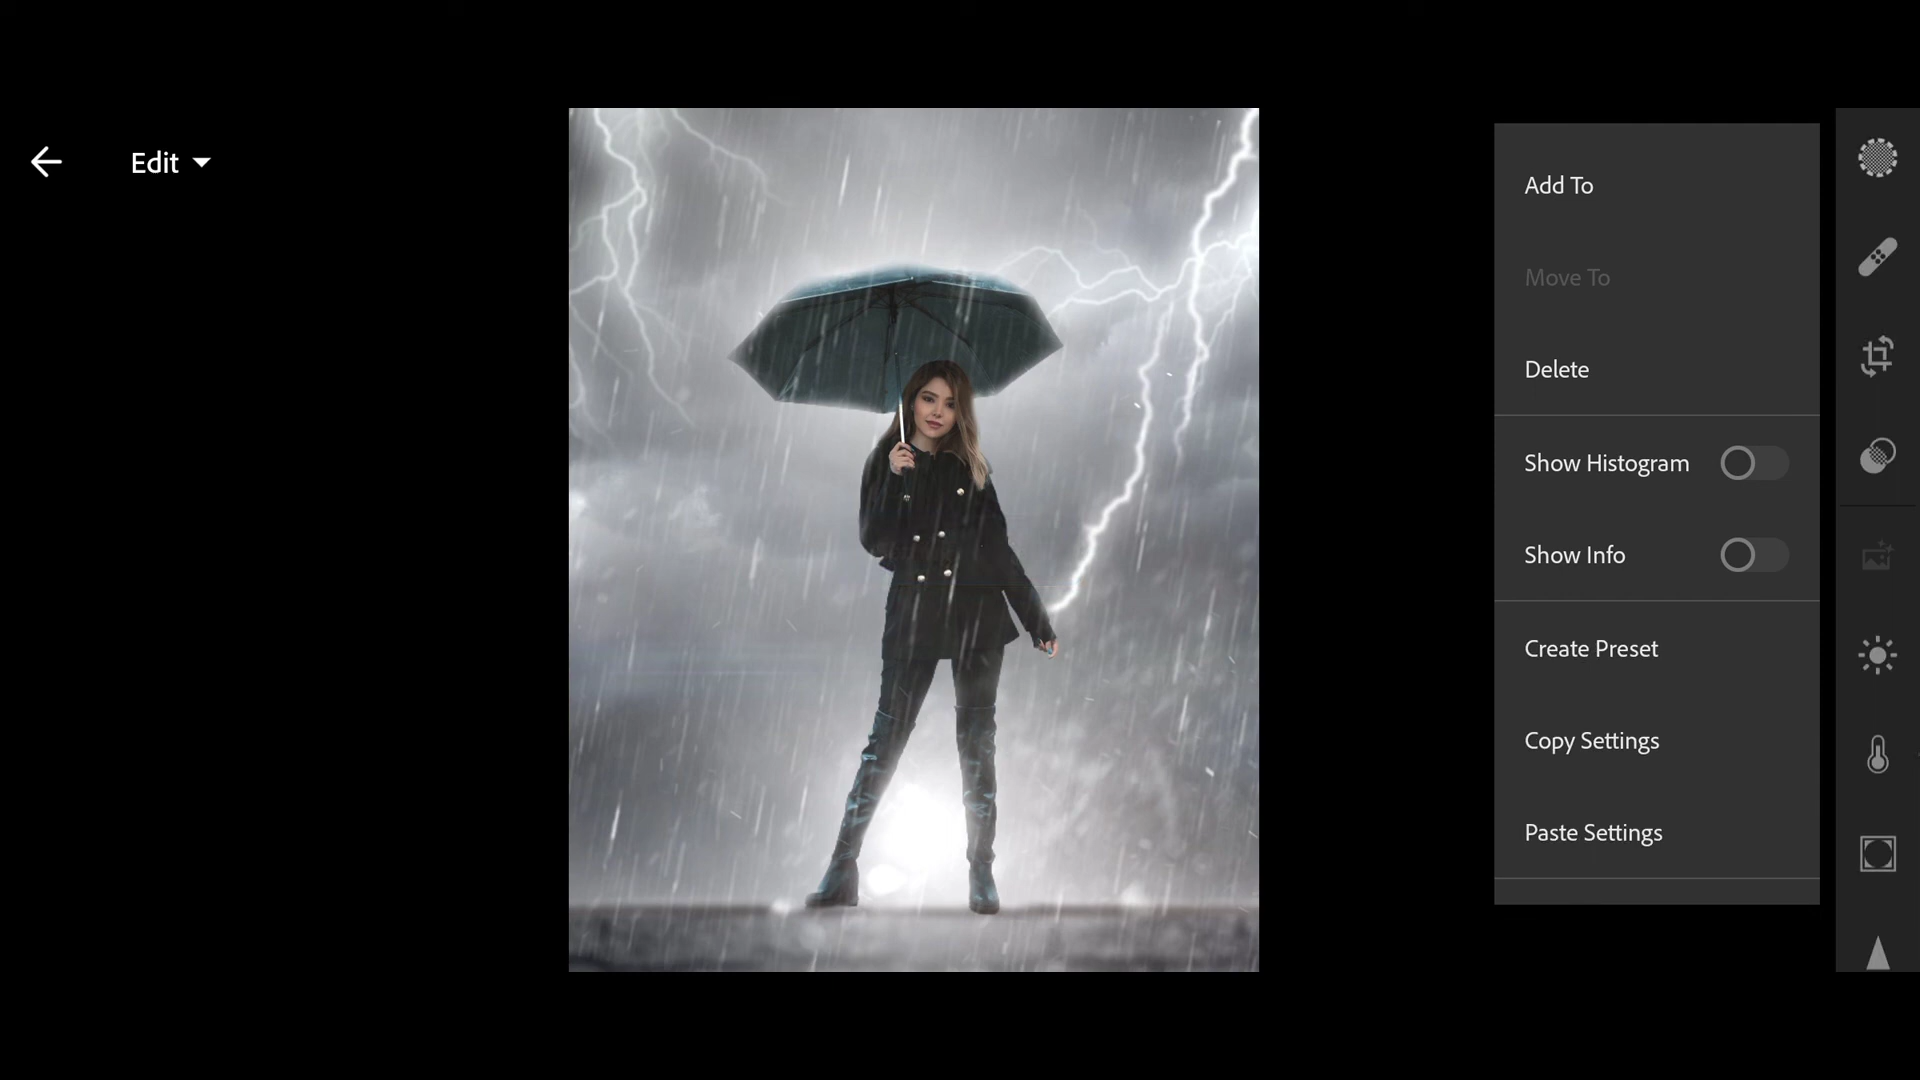 Edit
Add To
Move To
Delete
Show Histogram
Show Info
Create Preset
Copy Settings
Paste Settings